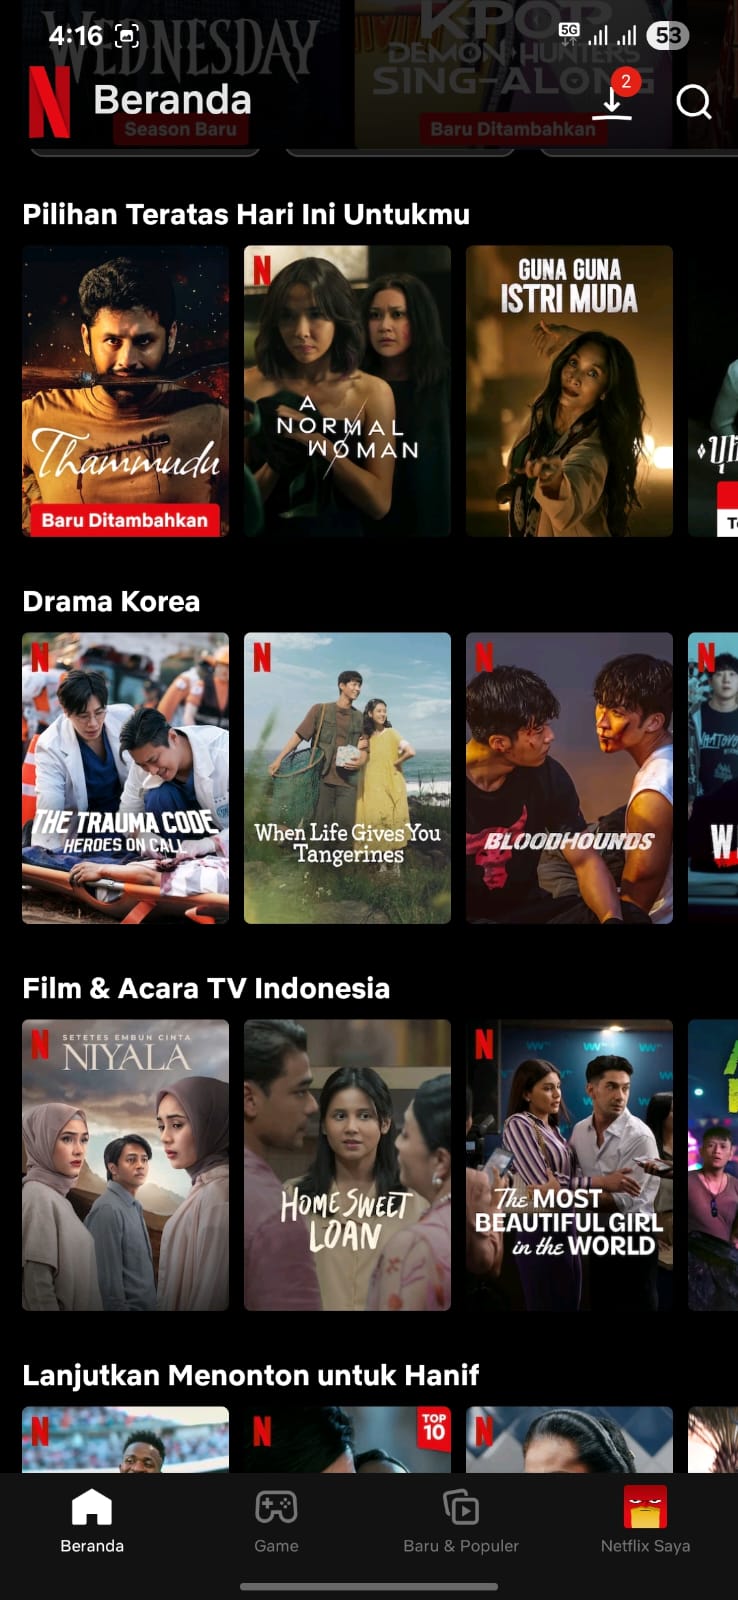 4:16
5G
53
WEDNESDAY
KPOP
DEMON HUNTERS
SING-ALONG
N Beranda
2
Season Baru
Baru Ditambahkan
Pilihan Teratas Hari Ini Untukmu
Thammudu
Baru Ditambahkan
N
A
NORMAL
WOMAN
GUNA GUNA
ISTRI MUDA
Drama Korea
N
THE TRAUMA CODE
HEROES ON CALL
N
When Life Gives You
Tangerines
N
BLOODHOUNDS
N
W
Film & Acara TV Indonesia
N
SETETES EMBUN CINTA
NIYALA
HOME SWEET
LOAN
N
The MOST
BEAUTIFUL GIRL
in the WORLD
Lanjutkan Menonton untuk Hanif
N
N
TOP
10
N
Beranda
Game
Baru & Populer
Netflix Saya